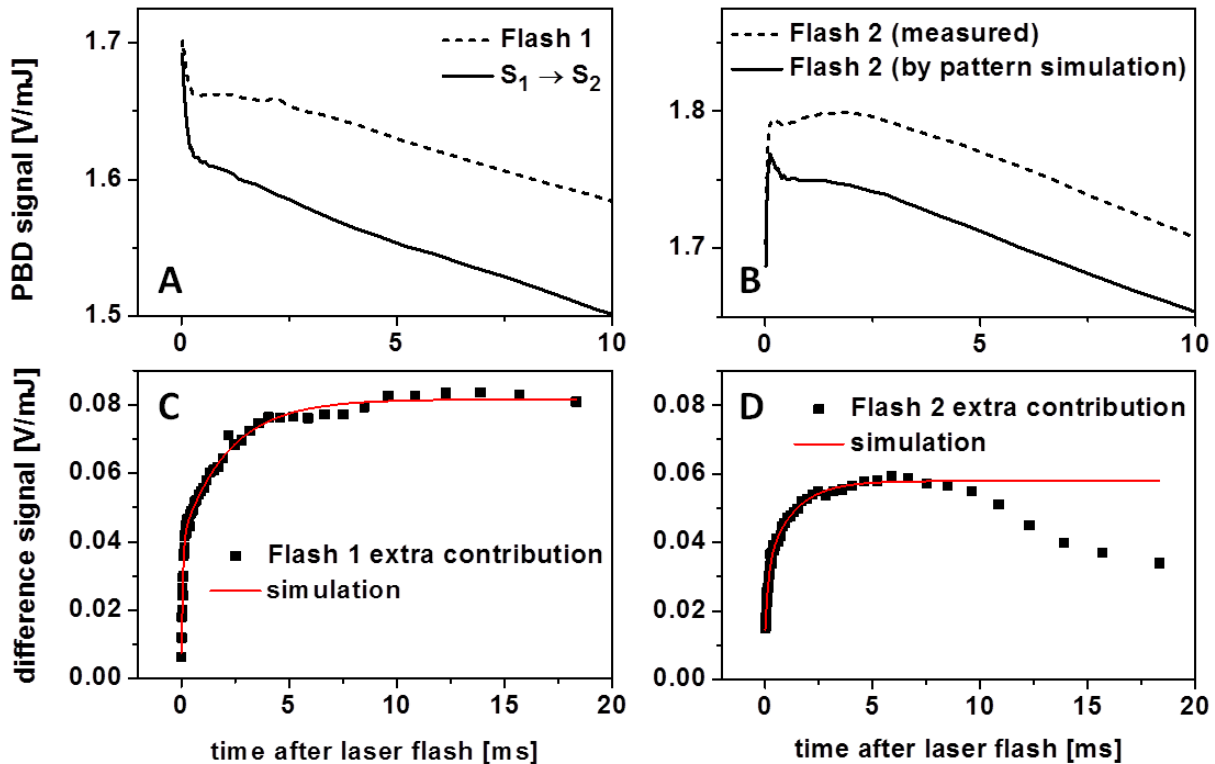 PBD signal [V/mJ]
1.7
1.6
1.5
Flash 1
S1 → S2
A
0
5
10
1.8
1.7
Flash 2 (measured)
Flash 2 (by pattern simulation)
B
0
5
10
difference signal [V/mJ]
0.08
0.06
0.04
0.02
0.00
C
Flash 1 extra contribution
simulation
0
5
10
15
20
time after laser flash [ms]
0.08
0.06
0.04
0.02
0.00
D
Flash 2 extra contribution
simulation
0
5
10
15
20
time after laser flash [ms]